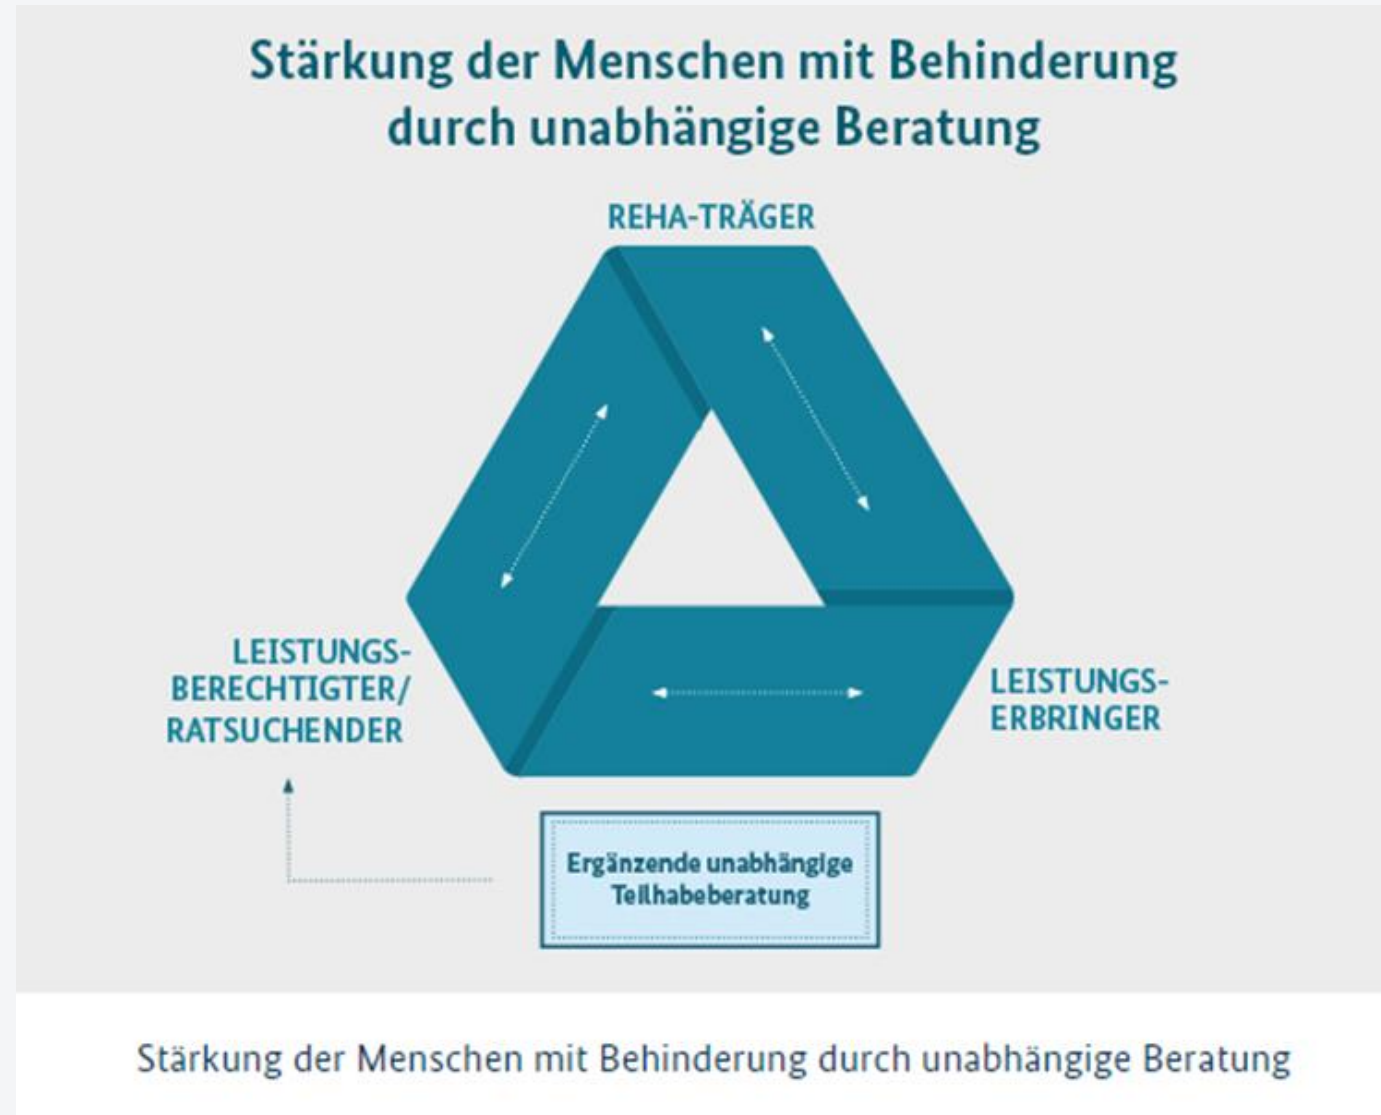 Stärkung der Menschen mit Behinderung
durch unabhängige Beratung
REHA-TRÄGER
LEISTUNGS-
BERECHTIGTER/
RATSUCHENDER
LEISTUNGS-
ERBRINGER
Ergänzende unabhängige
Teilhabeberatung
Stärkung der Menschen mit Behinderung durch unabhängige Beratung